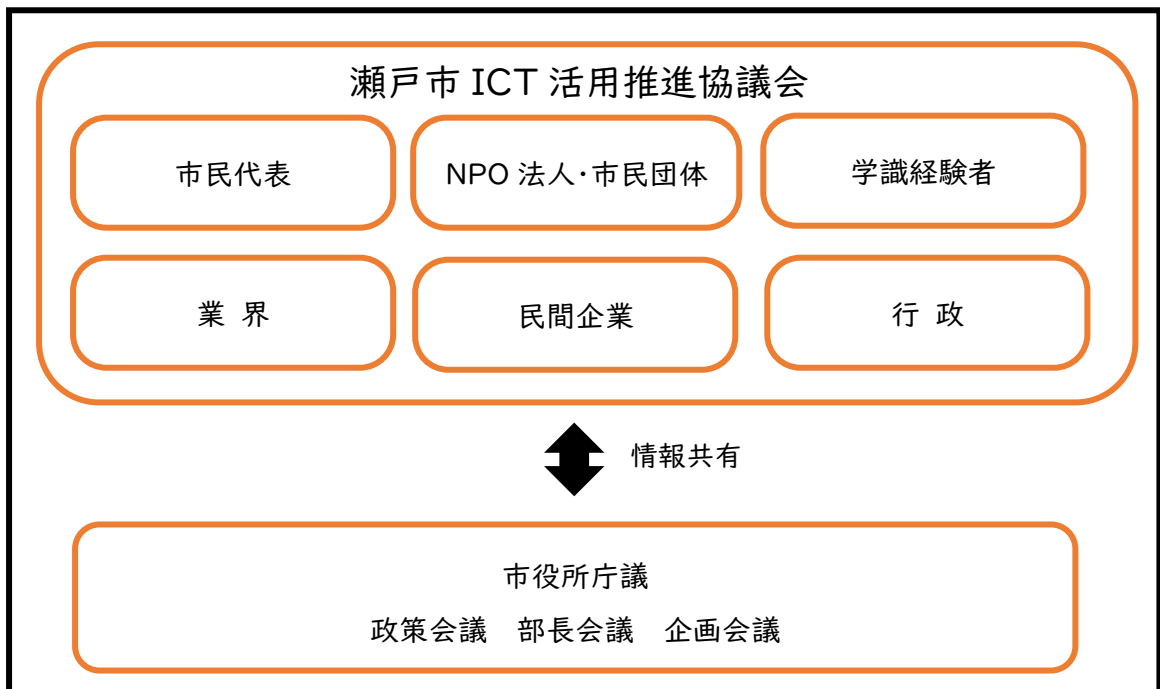 瀬戸市 ICT 活用推進協議会
市民代表
NPO 法人・市民団体
学識経験者
業 界
民間企業
行 政
情報共有
市役所庁議
政策会議　部長会議　企画会議